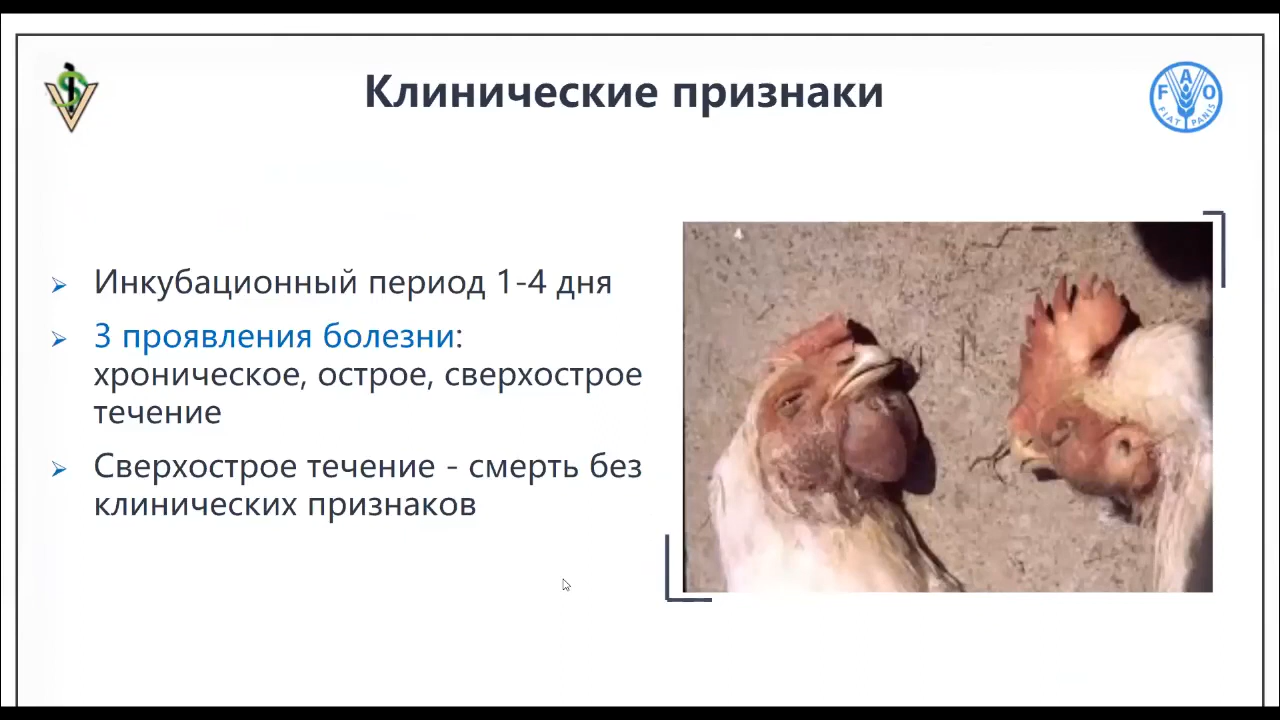 Клинические признаки
F A O
FIAT PANIS
Инкубационный период 1-4 дня
3 проявления болезни:
хроническое, острое, сверхострое
течение
Сверхострое течение - смерть без
клинических признаков
4